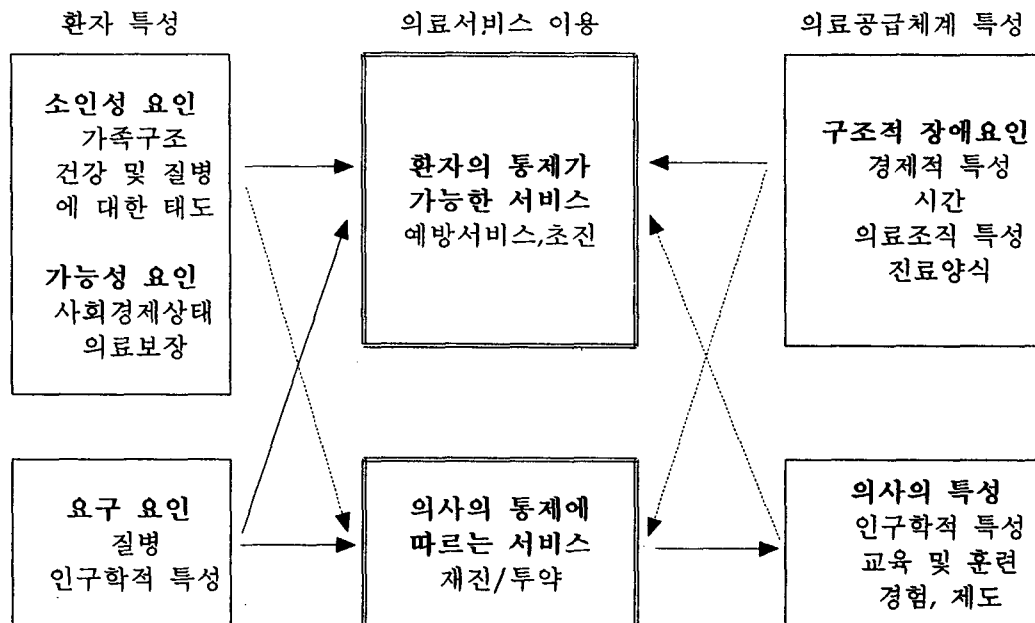 환자 특성
의료서비스 이용
의료공급체계 특성
소인성 요인
가족구조
건강 및 질병
에 대한 태도
가능성 요인
사회경제상태
의료보장
환자의 통제가
가능한 서비스
예방서비스,초진
구조적 장애요인
경제적 특성
시간
의료조직 특성
진료양식
요구 요인
질병
인구학적 특성
의사의 통제에
따르는 서비스
재진/투약
의사의 특성
인구학적 특성
교육 및 훈련
경험, 제도